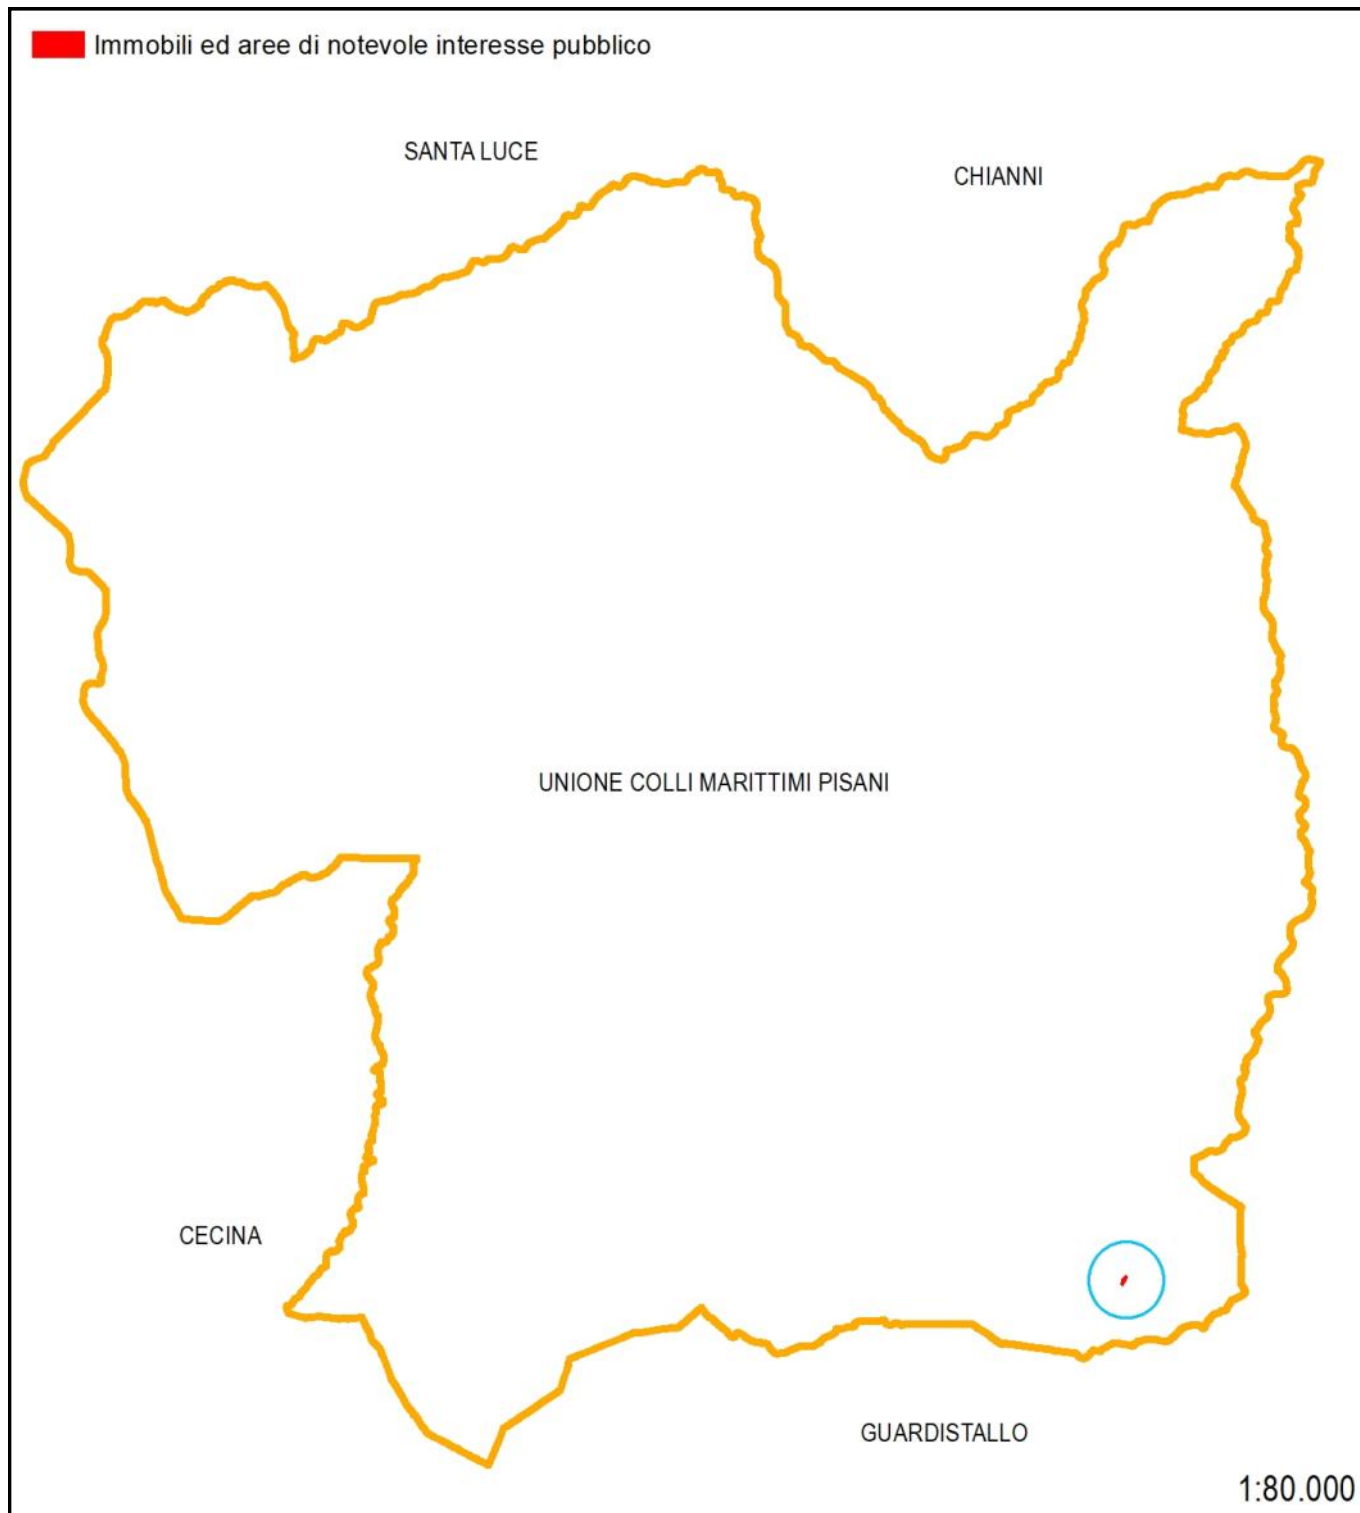 Immobili ed aree di notevole interesse pubblico
SANTA LUCE
CHIANNI
UNIONE COLLI MARITTIMI PISANI
CECINA
GUARDISTALLO
1:80.000